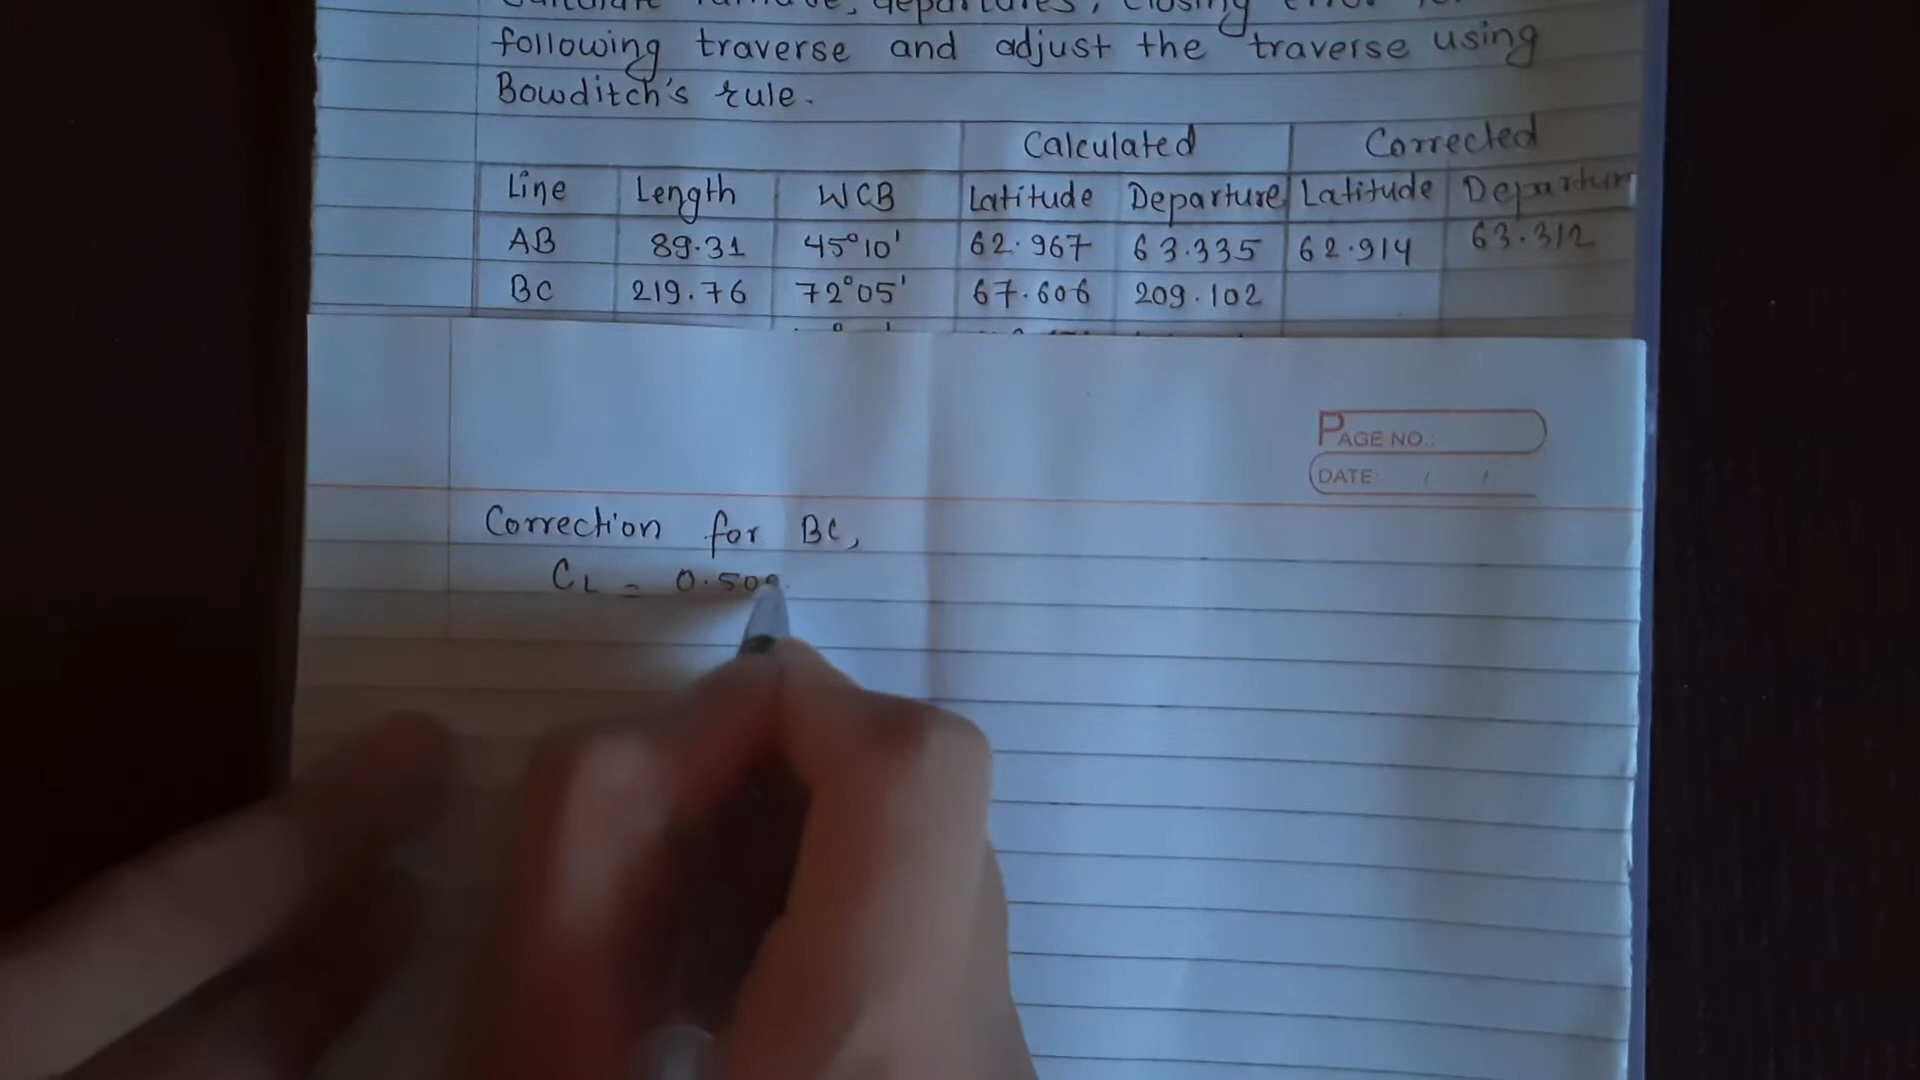 following traverse and adjust the traverse using
Bowditch's rule.
Calculated Corrected
Line Length WCB Latitude Departure Latitude
AB 89.31 45°10' 62.967 63.335 62.914 63.312
BC 219.76 72°05' 67.606 209.102
PAGE NO.:
DATE: / /
Correction for BC,
CL = 0.50